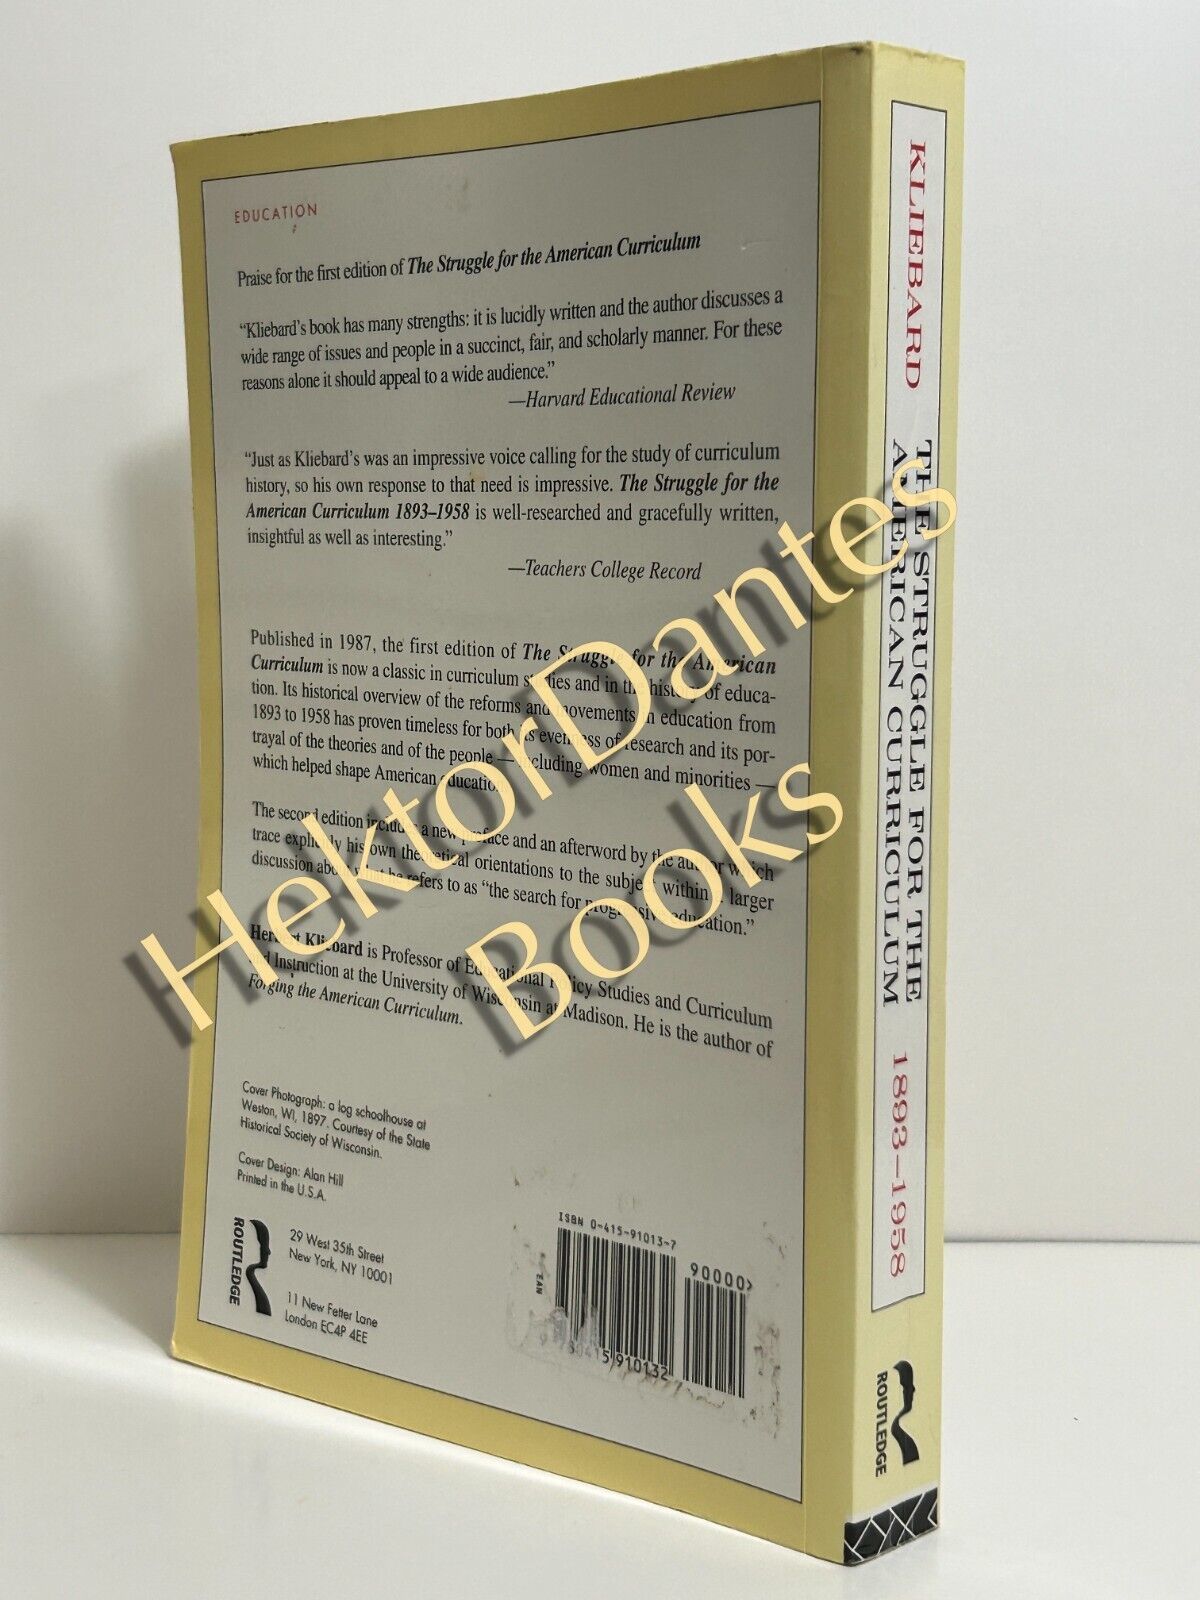 EDUCATION
Praise for the first edition of The Struggle for the American Curriculum
“Kliebard’s book has many strengths: it is lucidly written and the author discusses a
wide range of issues and people in a succinct, fair, and scholarly manner. For these
reasons alone it should appeal to a wide audience.”
—Harvard Educational Review
“Just as Kliebard’s was an impressive voice calling for the study of curriculum
history, so his own response to that need is impressive. The Struggle for the
American Curriculum 1893–1958 is well-researched and gracefully written,
insightful as well as interesting.”
—Teachers College Record
Published in 1987, the first edition of The Struggle for the American
Curriculum is now a classic in curriculum studies and in the history of educa-
tion. Its historical overview of the reforms and movements in education from
1893 to 1958 has proven timeless for both its evenness of research and its por-
trayal of the theories and of the people — including women and minorities —
which helped shape American education.
The second edition includes a new preface and an afterword by the author which
trace explicitly his own theoretical orientations to the subject within a larger
discussion about what he refers to as “the search for progressive education.”
Herbert Kliebard is Professor of Educational Policy Studies and Curriculum
and Instruction at the University of Wisconsin at Madison. He is the author of
Forging the American Curriculum.
Cover Photograph: a log schoolhouse at
Weston, WI, 1897. Courtesy of the State
Historical Society of Wisconsin.
Cover Design: Alan Hill
Printed in the U.S.A.
ROUTLEDGE
29 West 35th Street
New York, NY 10001
11 New Fetter Lane
London EC4P 4EE
ISBN 0-415-91013-7
90000>
EAN
9 780415 910132
KLIEBARD
THE STRUGGLE FOR THE
AMERICAN CURRICULUM
1893–1958
ROUTLEDGE
HektorDantes
Books